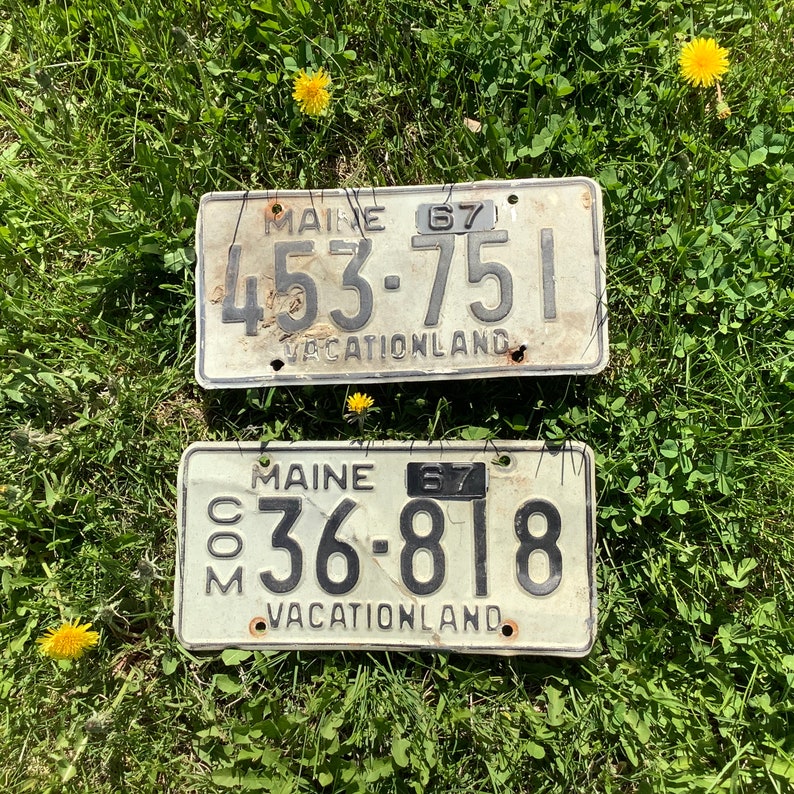 MAINE 67
453·751
VACATIONLAND
MAINE 67
COM 36-818
VACATIONLAND